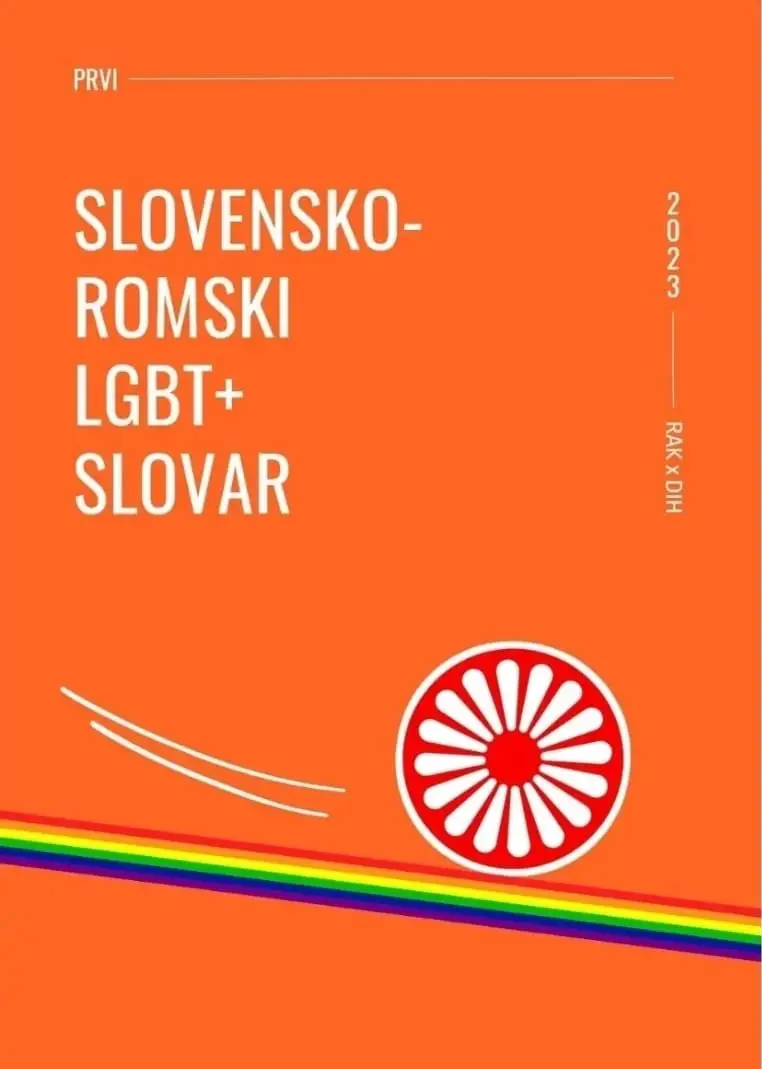 PRVI
SLOVENSKO-
ROMSKI
LGBT+
SLOVAR
2023
RAK x DIH